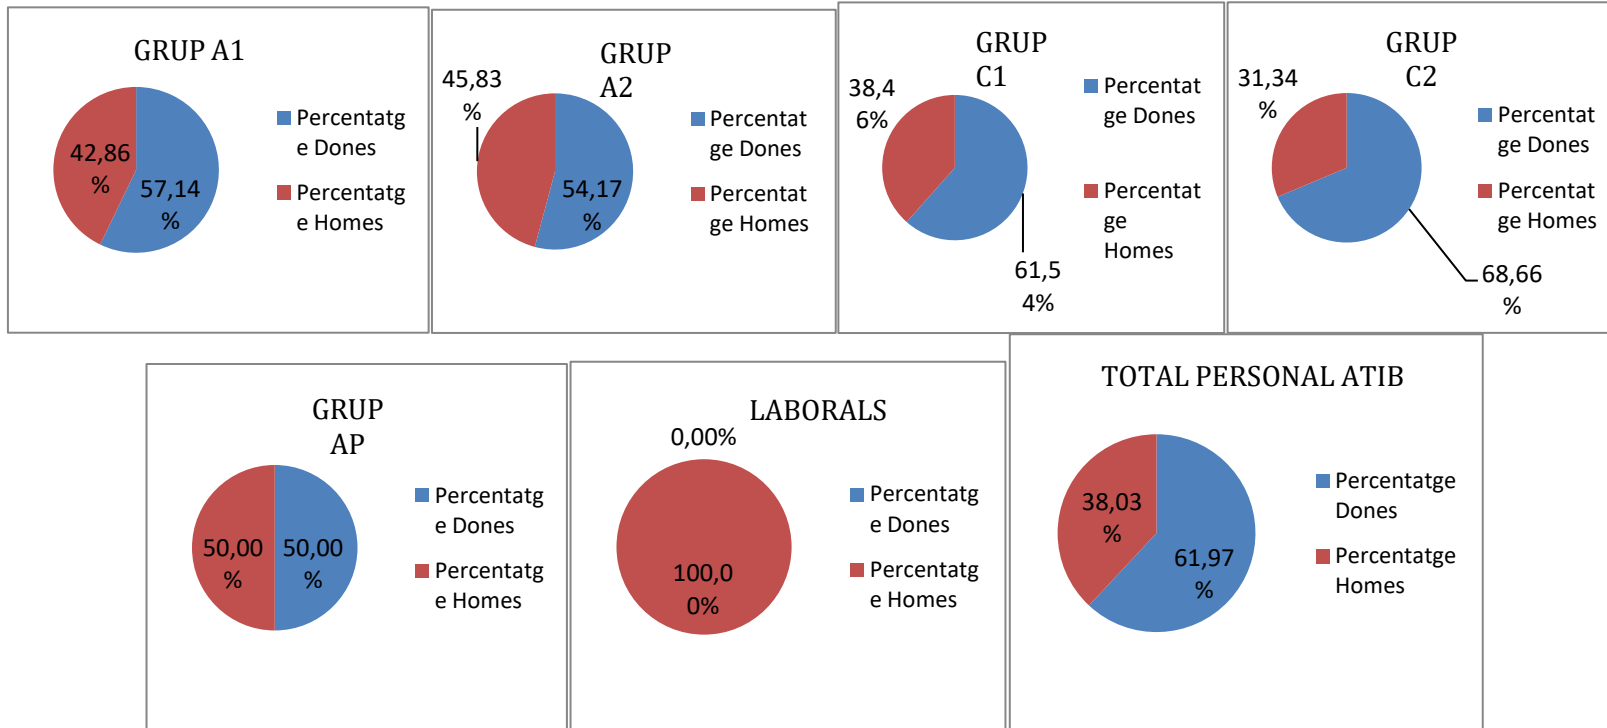 GRUP A1
42,86
%
57,14
%
Percentatg
e Dones
Percentatg
e Homes
GRUP
A2
45,83
%
54,17
%
Percentat
ge Dones
Percentat
ge Homes
GRUP
C1
38,4
6%
61,5
4%
Percentat
ge Dones
Percentat
ge
Homes
GRUP
C2
31,34
%
68,66
%
Percentat
ge Dones
Percentat
ge Homes
GRUP
AP
50,00
%
50,00
%
Percentatg
e Dones
Percentatg
e Homes
LABORALS
0,00%
100,0
0%
Percentatg
e Dones
Percentatg
e Homes
TOTAL PERSONAL ATIB
38,03
%
61,97
%
Percentatge
Dones
Percentatge
Homes